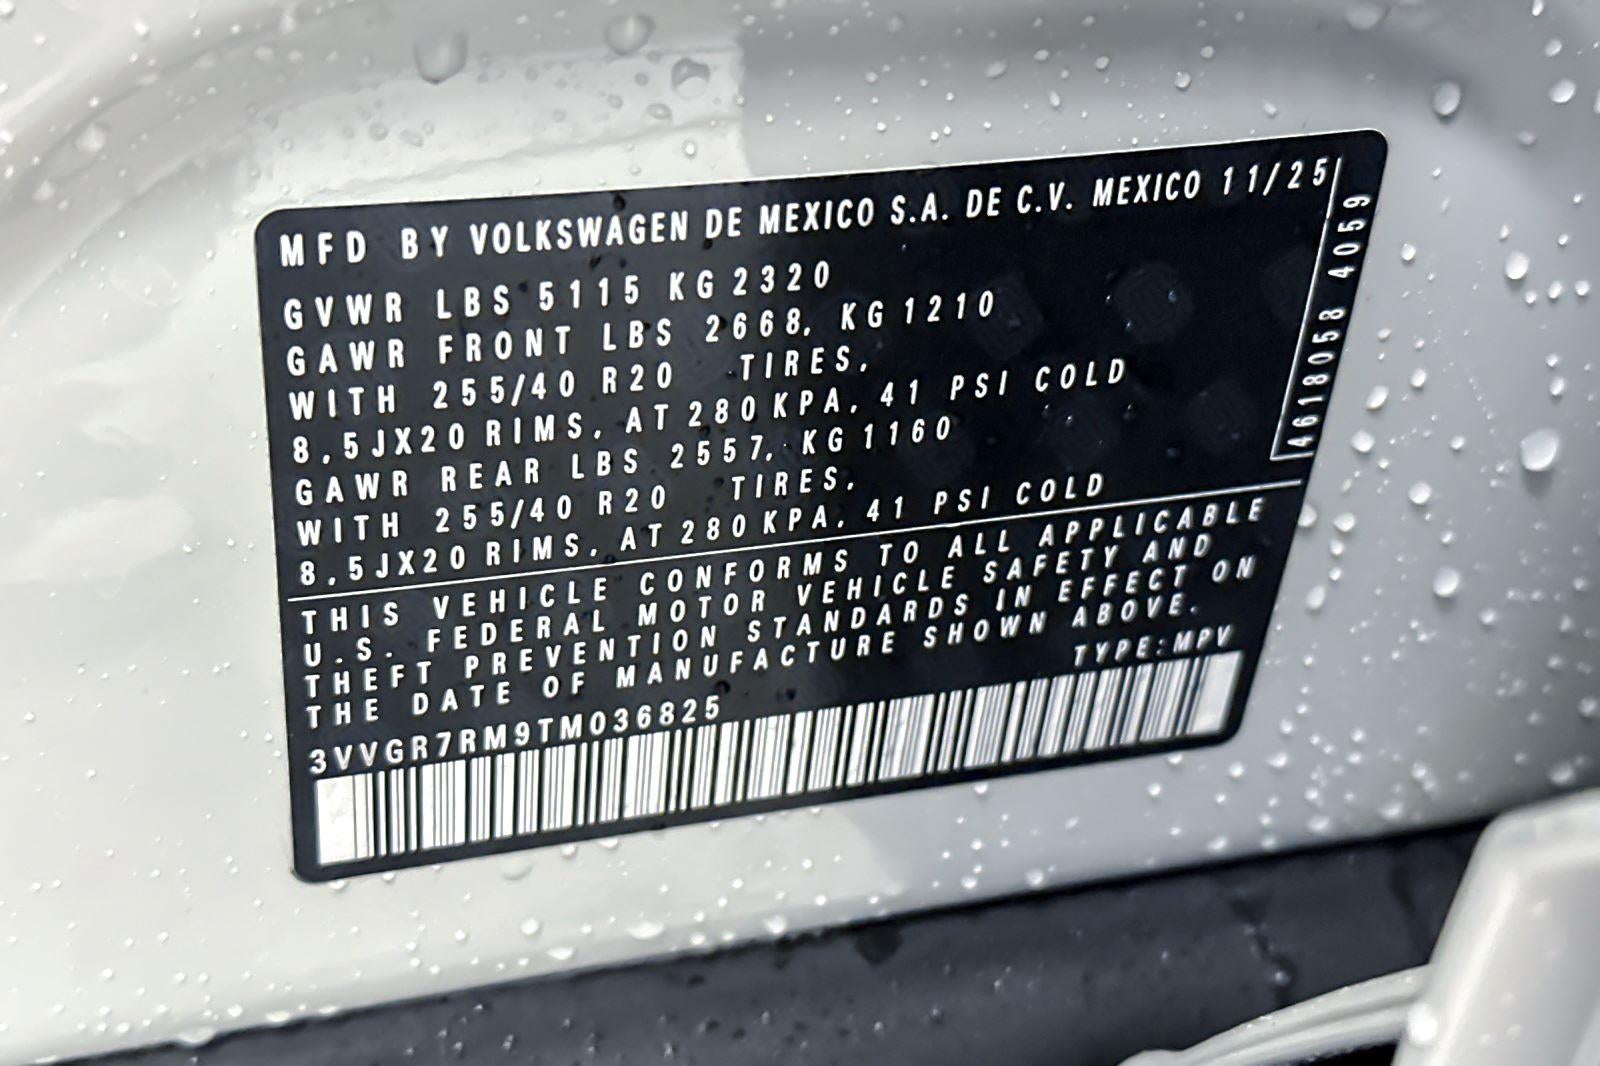 MFD BY VOLKSWAGEN DE MEXICO S.A. DE C.V. MEXICO 11/25
GVWR LBS 5115 KG 2320
GAWR FRONT LBS 2668. KG 1210
WITH 255/40 R20 TIRES.
8.5JX20 RIMS. AT 280 KPA. 41 PSI COLD
GAWR REAR LBS 2557. KG 1160
WITH 255/40 R20 TIRES.
8.5JX20 RIMS. AT 280 KPA. 41 PSI COLD
4618058 4059
THIS VEHICLE CONFORMS TO ALL APPLICABLE
U.S. FEDERAL MOTOR VEHICLE SAFETY AND
THEFT PREVENTION STANDARDS IN EFFECT ON
THE DATE OF MANUFACTURE SHOWN ABOVE.
TYPE:MPV
3VVGR7RM9TM036825